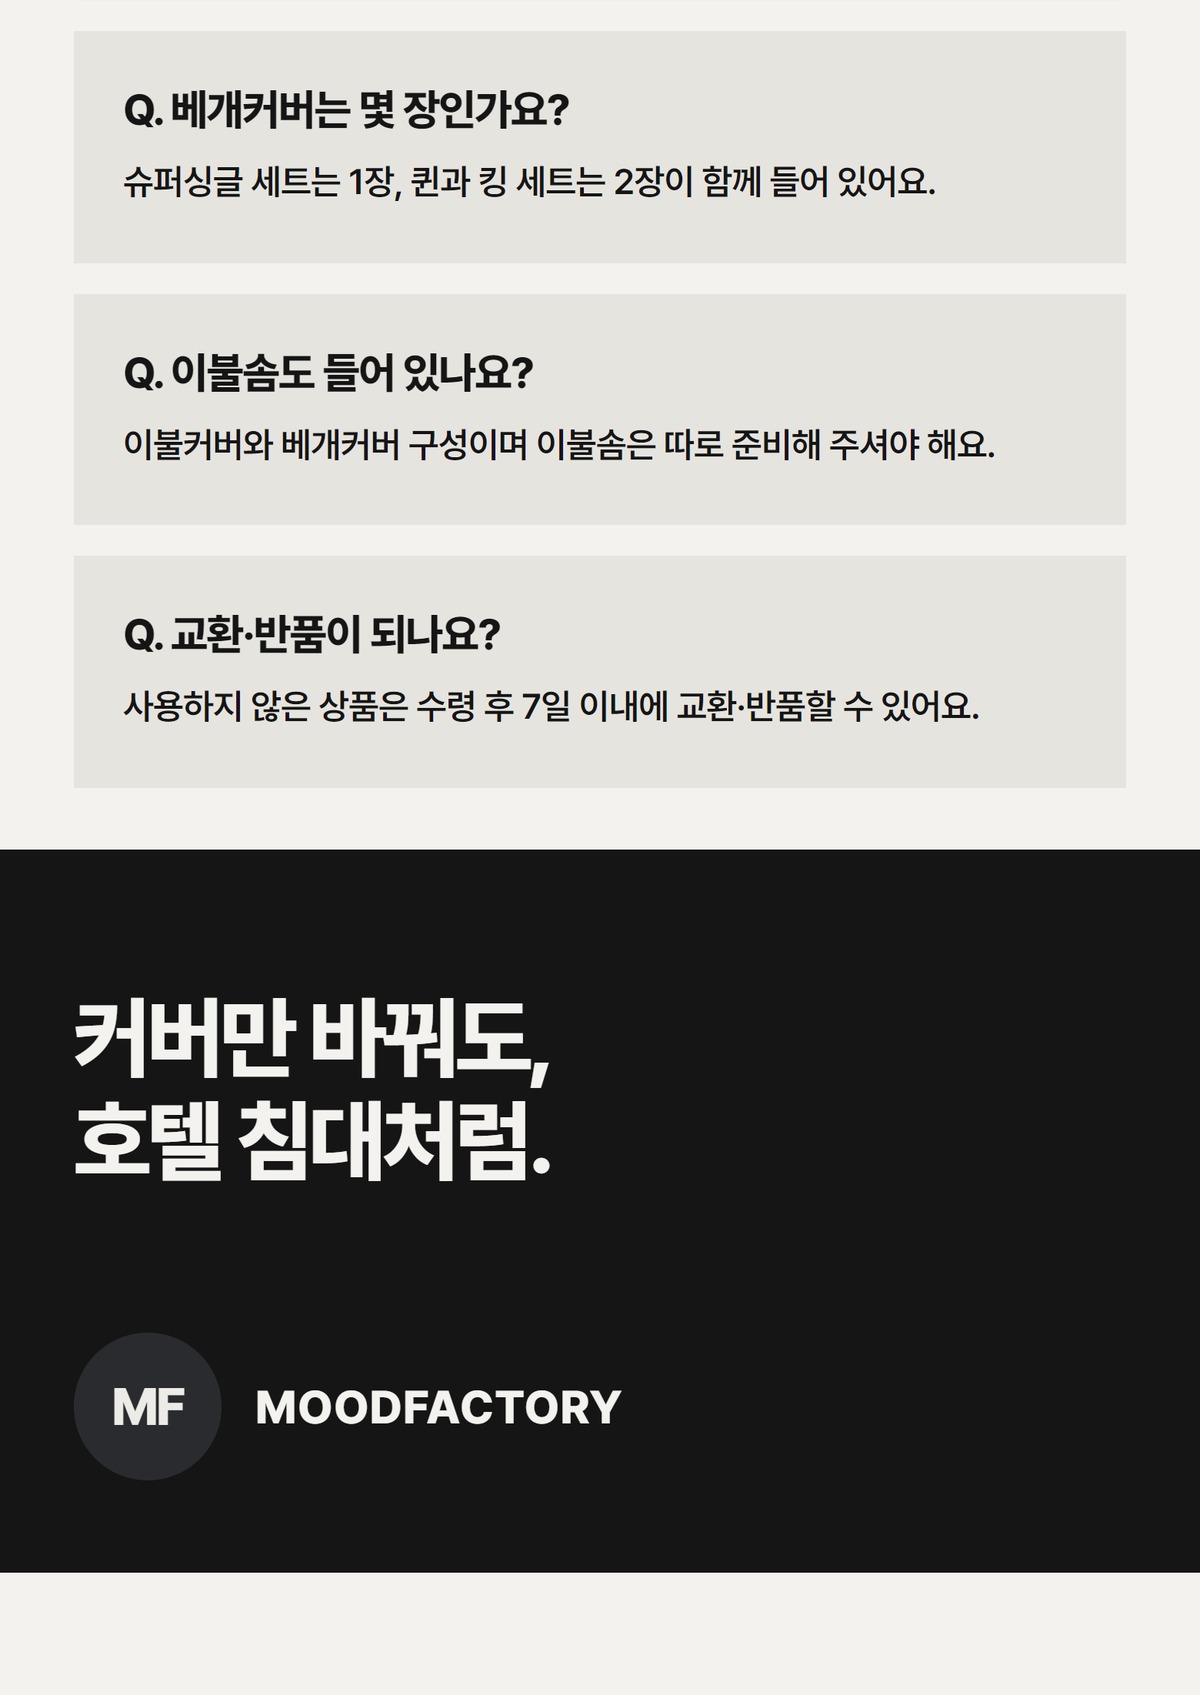 Q. 베개커버는 몇 장인가요?
슈퍼싱글 세트는 1장, 퀸과 킹 세트는 2장이 함께 들어 있어요.
Q. 이불솜도 들어 있나요?
이불커버와 베개커버 구성이며 이불솜은 따로 준비해 주셔야 해요.
Q. 교환·반품이 되나요?
사용하지 않은 상품은 수령 후 7일 이내에 교환·반품할 수 있어요.
커버만 바꿔도,
호텔 침대처럼.
MF
MOODFACTORY